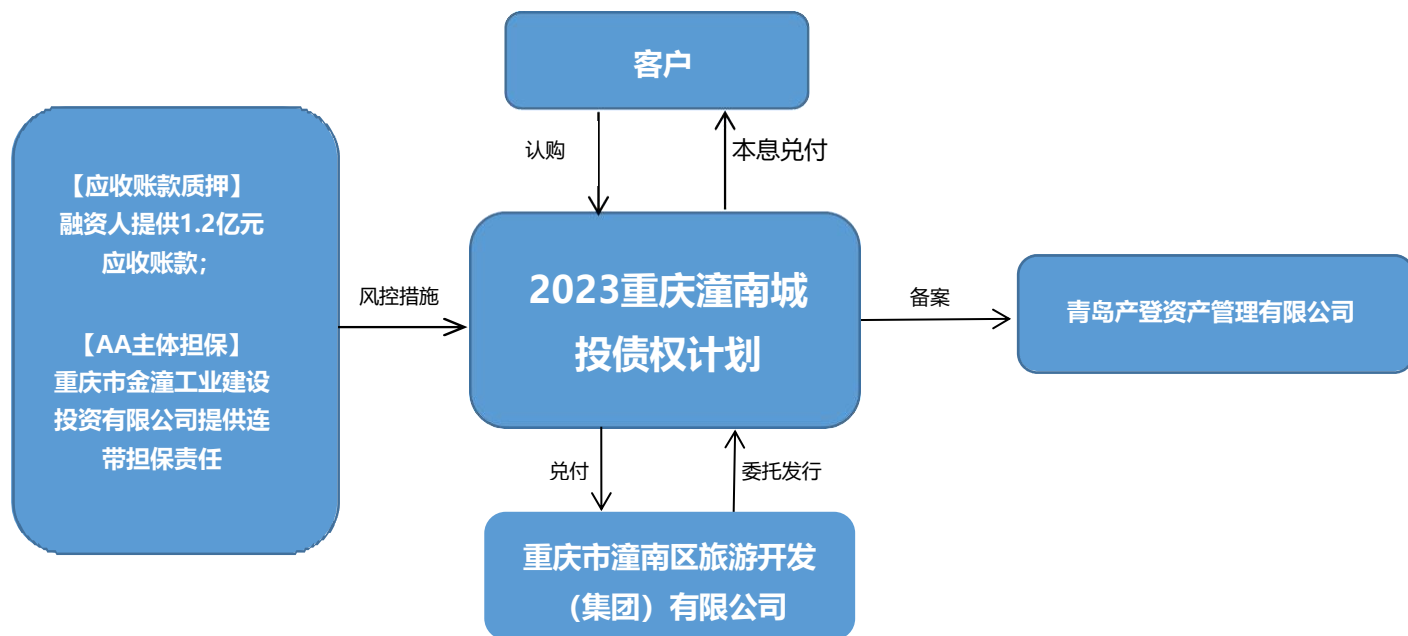 客户
认购
本息兑付
【应收账款质押】
融资人提供1.2亿元
应收账款；
【AA主体担保】
重庆市金潼工业建设
投资有限公司提供连
带担保责任
风控措施
2023重庆潼南城
投债权计划
备案
青岛产登资产管理有限公司
兑付
委托发行
重庆市潼南区旅游开发
（集团）有限公司